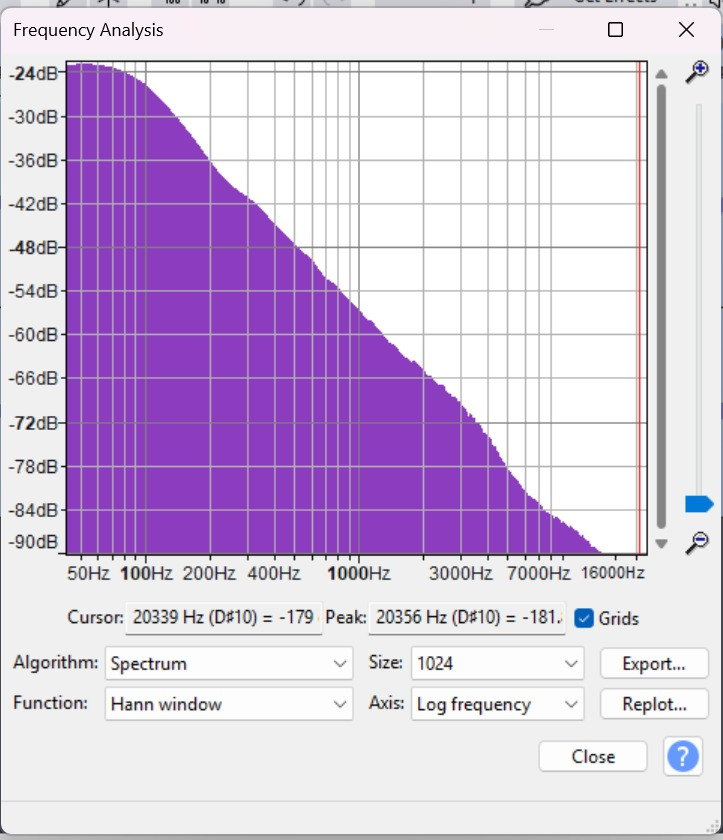 Frequency Analysis
-24dB
-30dB
-36dB
-42dB
-48dB
-54dB
-60dB
-66dB
-72dB
-78dB
-84dB
-90dB
50Hz 100Hz 200Hz 400Hz 1000Hz 3000Hz 7000Hz 16000Hz
Cursor: 20339 Hz (D#10) = -179 Peak: 20356 Hz (D#10) = -181. Grids
Algorithm: Spectrum Size: 1024 Export...
Function: Hann window Axis: Log frequency Replot...
Close ?